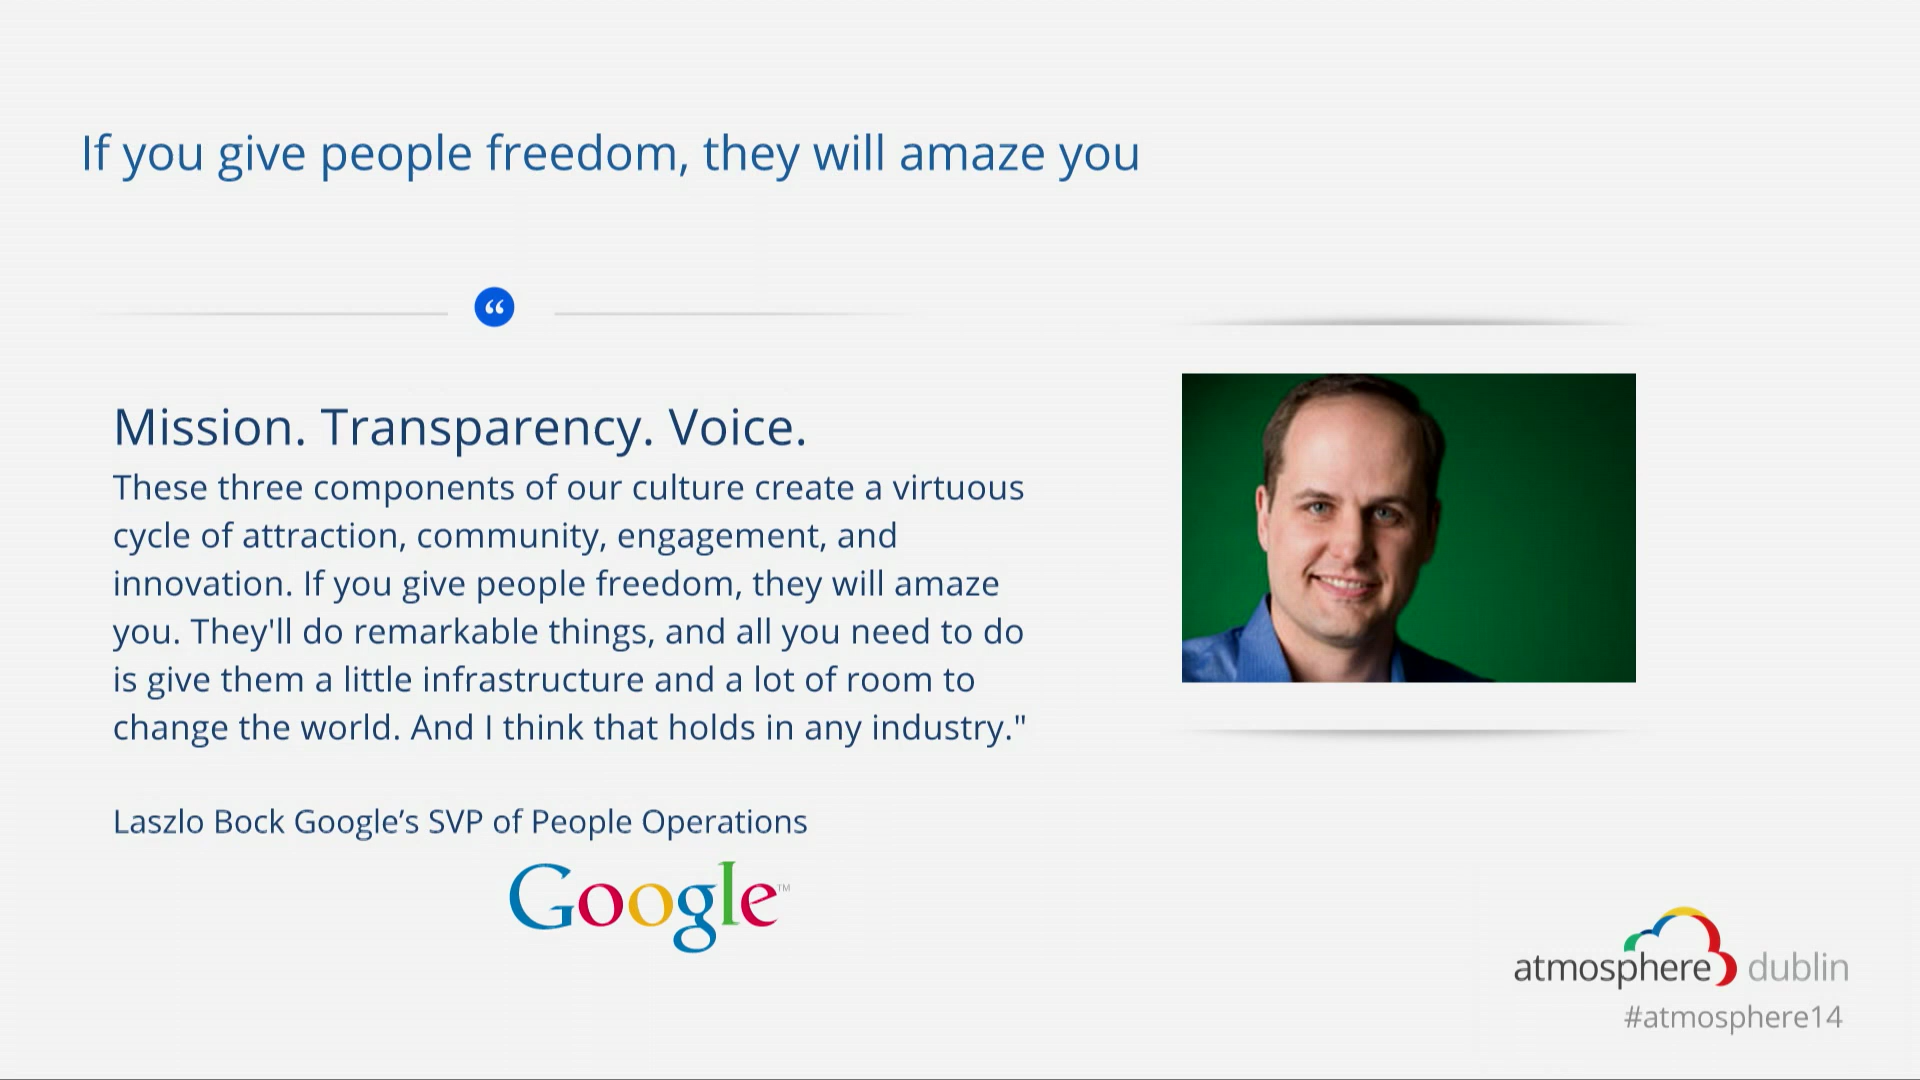 If you give people freedom, they will amaze you
“
Mission. Transparency. Voice.
These three components of our culture create a virtuous
cycle of attraction, community, engagement, and
innovation. If you give people freedom, they will amaze
you. They'll do remarkable things, and all you need to do
is give them a little infrastructure and a lot of room to
change the world. And I think that holds in any industry."
Laszlo Bock Google’s SVP of People Operations
Google™
atmosphere dublin
#atmosphere14